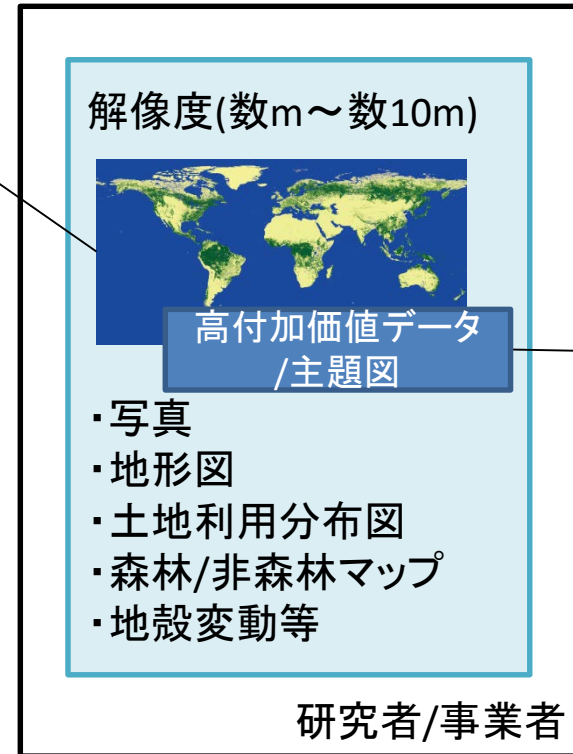 解像度(数m～数10m)
高付加価値データ
/主題図
・写真
・地形図
・土地利用分布図
・森林/非森林マップ
・地殻変動等
研究者/事業者